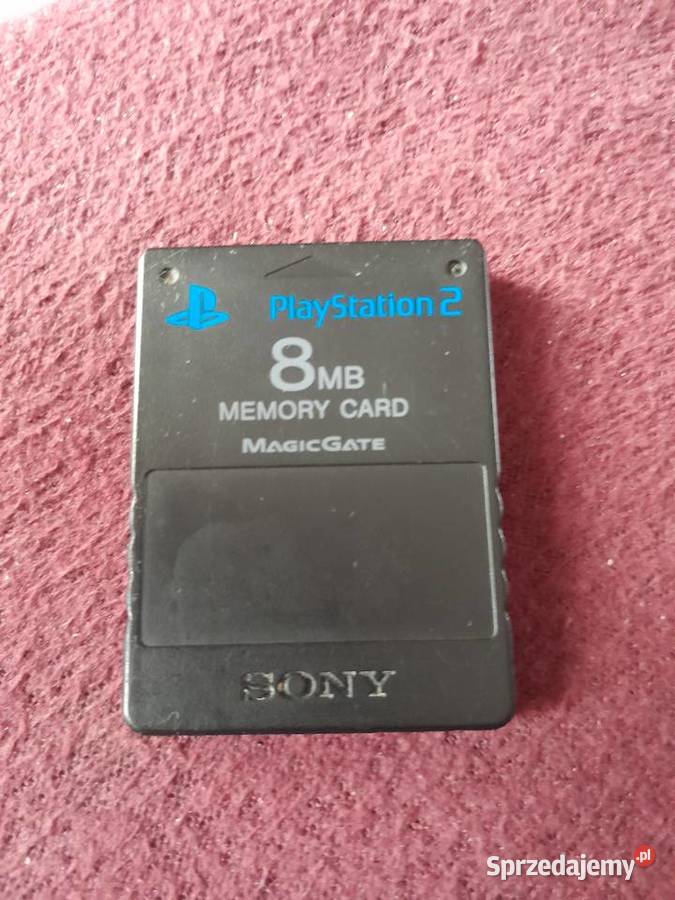 PlayStation 2
8MB
MEMORY CARD
MAGICGATE
SONY
Sprzedajemy.pl